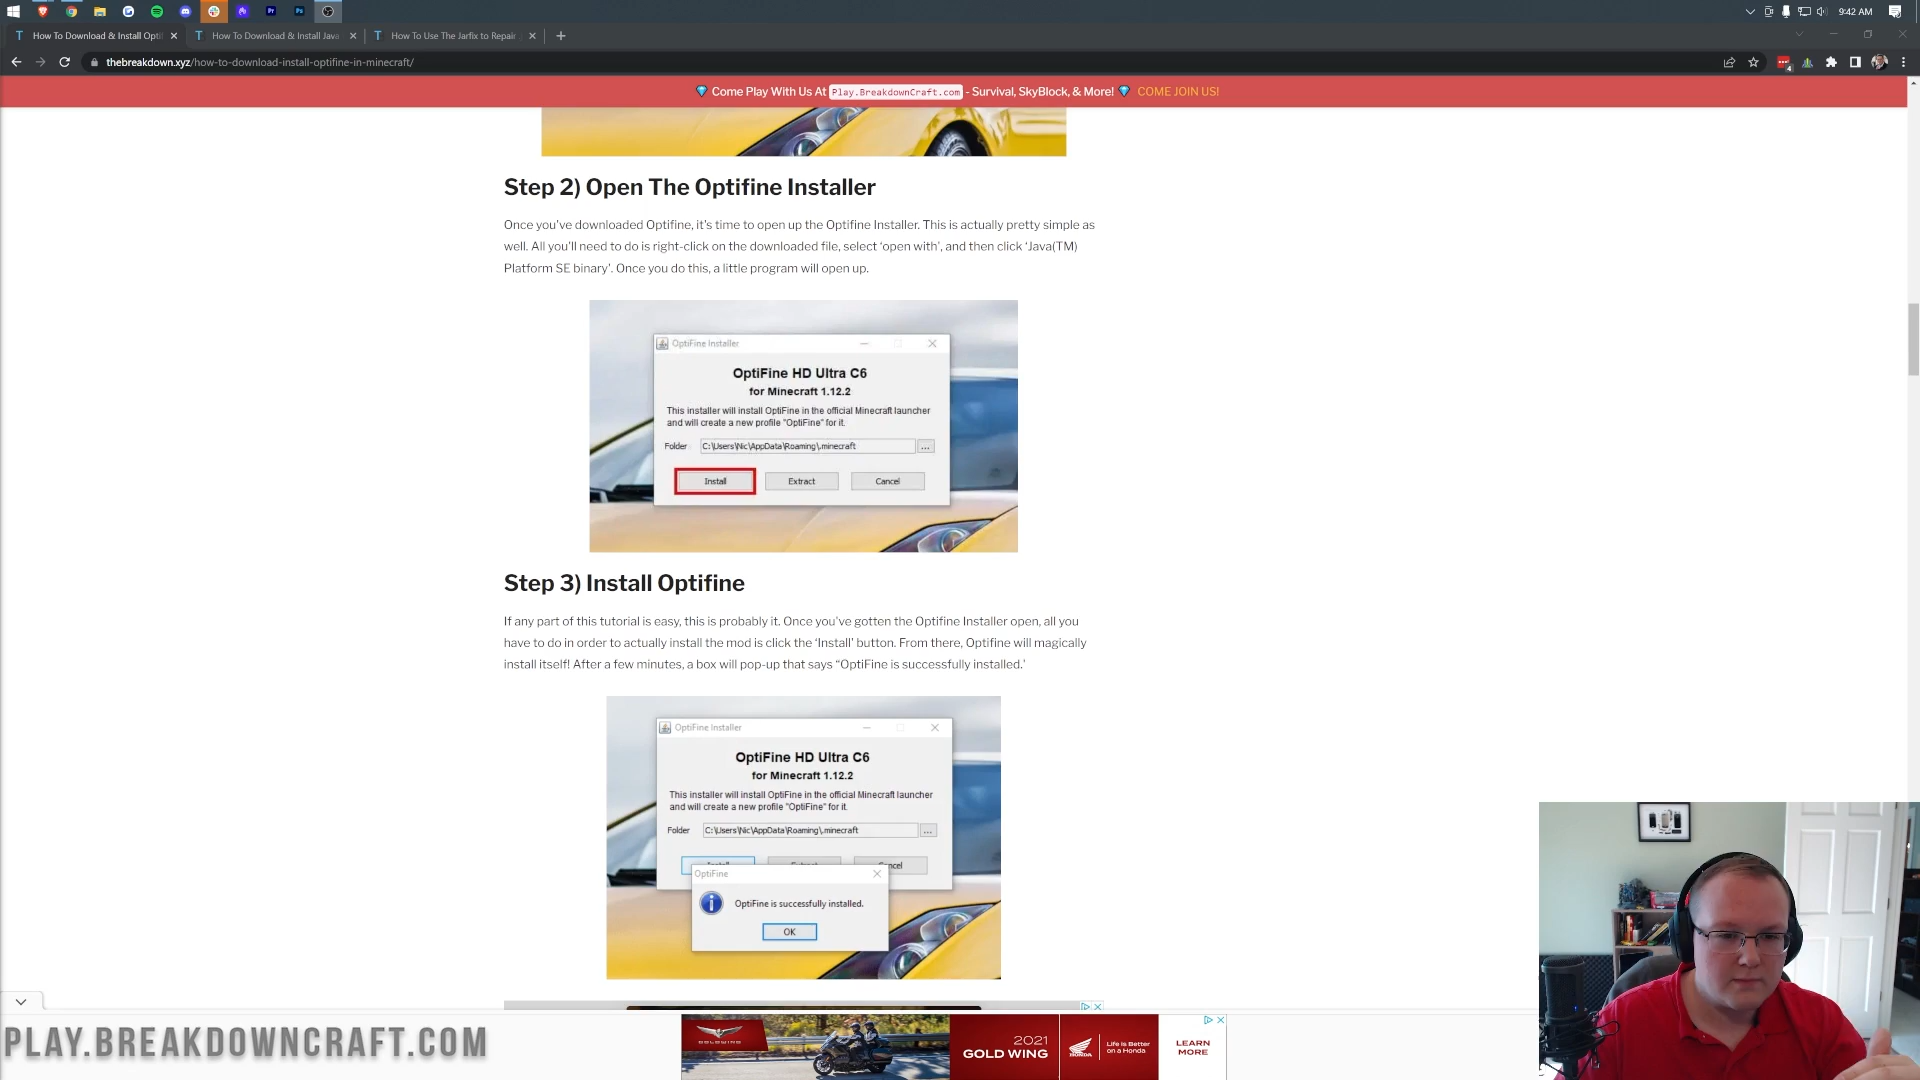 9:42 AM
How To Download & Install Opti
How To Download & Install Java
How To Use The Jarfix to Repair
thebreakdown.xyz/how-to-download-install-optifine-in-minecraft/
Come Play With Us At Play.BreakdownCraft.com - Survival, SkyBlock, & More! COME JOIN US!
Step 2) Open The Optifine Installer
Once you've downloaded Optifine, it's time to open up the Optifine Installer. This is actually pretty simple as
well. All you'll need to do is right-click on the downloaded file, select ‘open with’, and then click ‘Java(TM)
Platform SE binary’. Once you do this, a little program will open up.
OptiFine Installer
OptiFine HD Ultra C6
for Minecraft 1.12.2
This installer will install OptiFine in the official Minecraft launcher
and will create a new profile "OptiFine" for it.
Folder C:\Users\Nic\AppData\Roaming\.minecraft ...
Install Extract Cancel
Step 3) Install Optifine
If any part of this tutorial is easy, this is probably it. Once you've gotten the Optifine Installer open, all you
have to do in order to actually install the mod is click the ‘Install’ button. From there, Optifine will magically
install itself! After a few minutes, a box will pop-up that says “OptiFine is successfully installed.’
OptiFine Installer
OptiFine HD Ultra C6
for Minecraft 1.12.2
This installer will install OptiFine in the official Minecraft launcher
and will create a new profile "OptiFine" for it.
Folder C:\Users\Nic\AppData\Roaming\.minecraft ...
OptiFine
OptiFine is successfully installed.
OK
PLAY.BREAKDOWNCRAFT.COM
GOLDWING
2021
GOLD WING
HONDA
Life is Better
on a Honda
LEARN
MORE